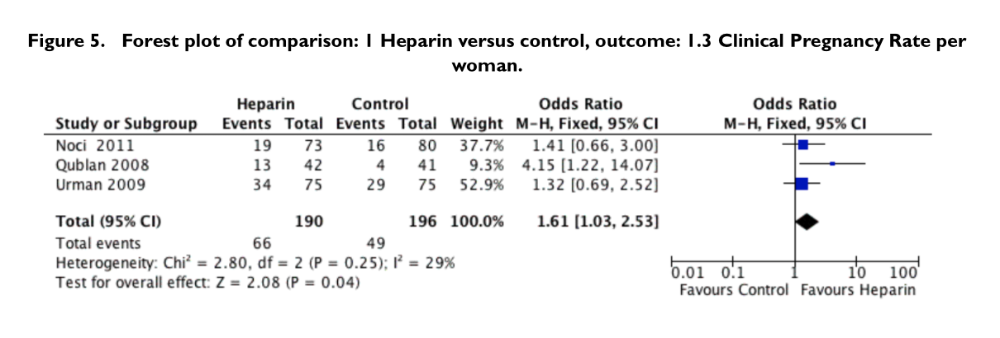 Figure 5. Forest plot of comparison: 1 Heparin versus control, outcome: 1.3 Clinical Pregnancy Rate per
woman.
Heparin Control Odds Ratio Odds Ratio
Study or Subgroup Events Total Events Total Weight M-H, Fixed, 95% CI M-H, Fixed, 95% CI
Noci 2011 19 73 16 80 37.7% 1.41 [0.66, 3.00]
Qublan 2008 13 42 4 41 9.3% 4.15 [1.22, 14.07]
Urman 2009 34 75 29 75 52.9% 1.32 [0.69, 2.52]
Total (95% CI) 190 196 100.0% 1.61 [1.03, 2.53]
Total events 66 49
Heterogeneity: Chi² = 2.80, df = 2 (P = 0.25); I² = 29%
Test for overall effect: Z = 2.08 (P = 0.04)
0.01 0.1 1 10 100
Favours Control Favours Heparin